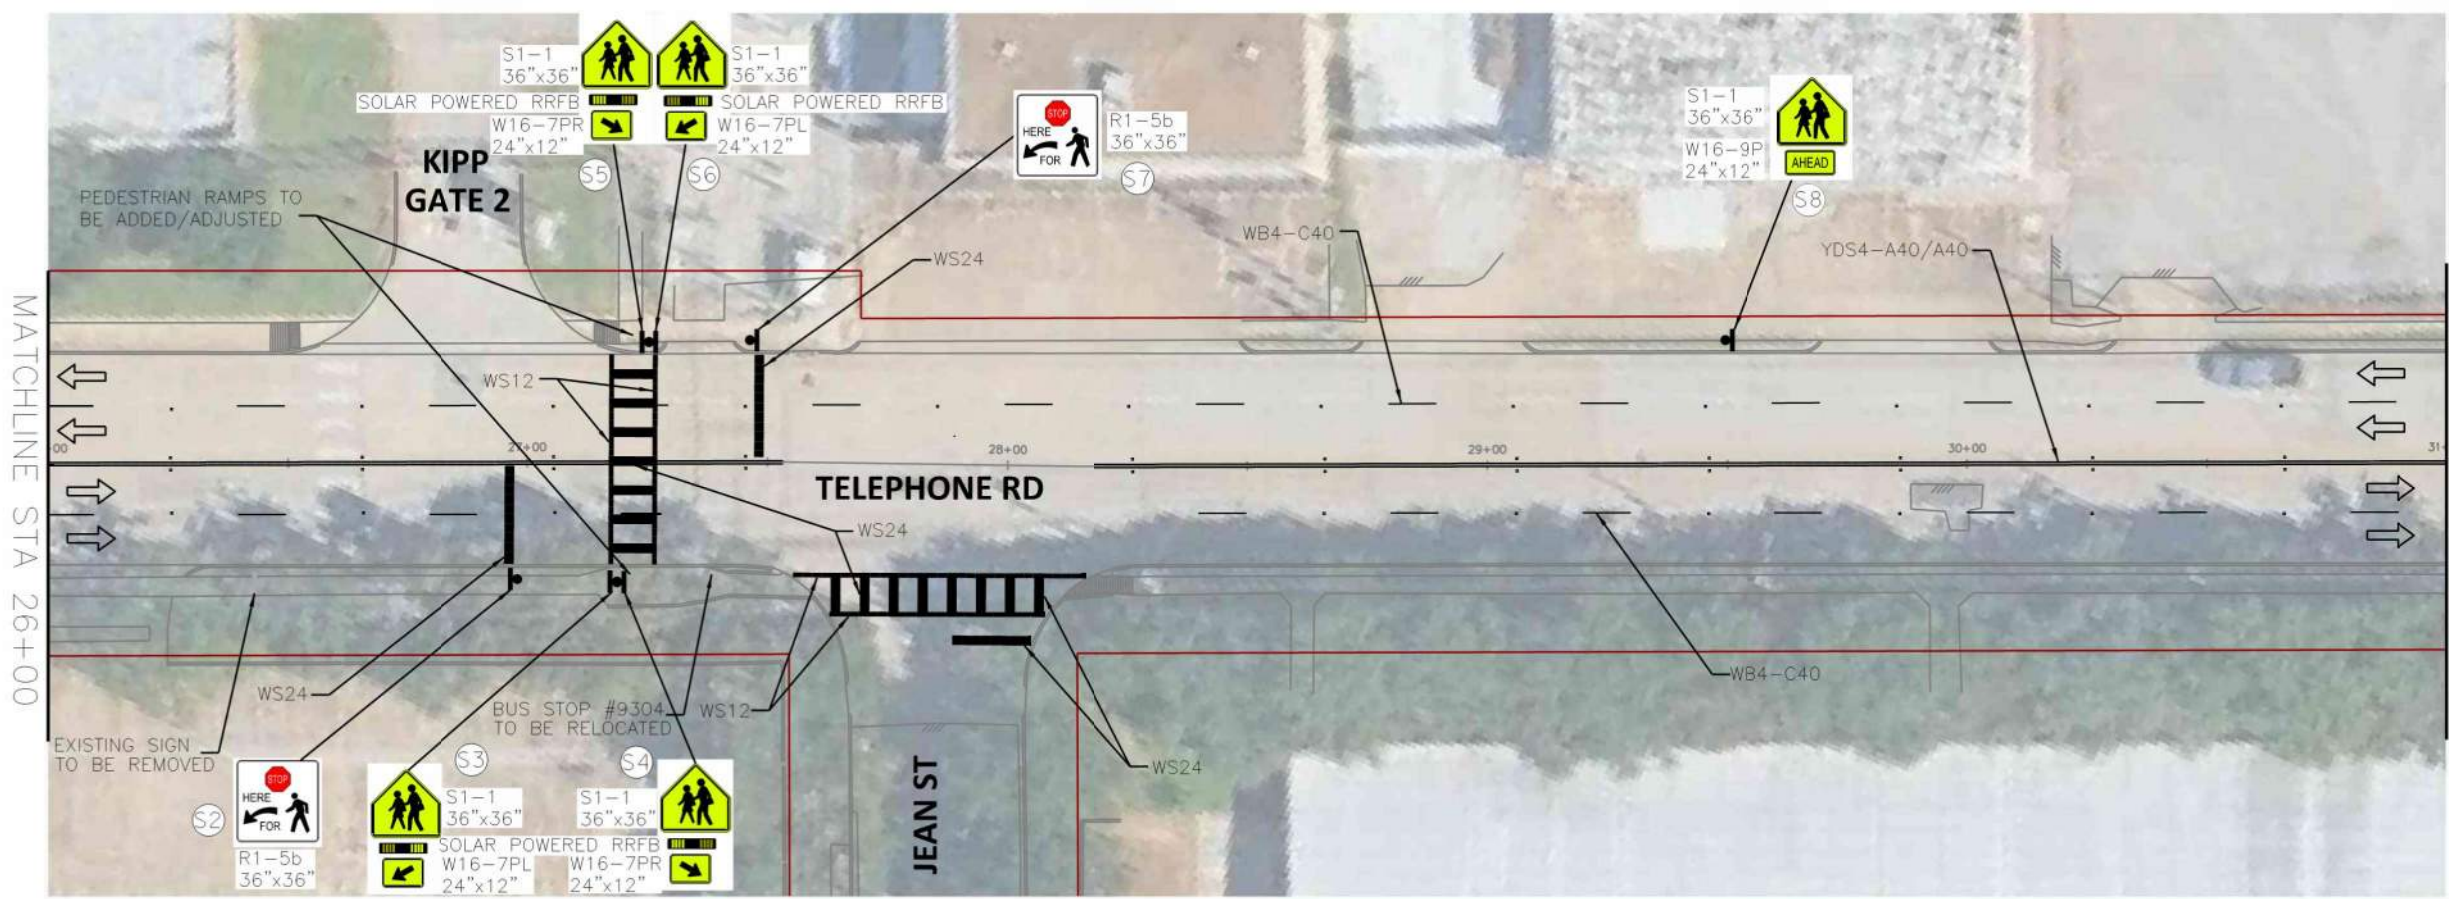 S1-1
36"x36"
S1-1
36"x36"
SOLAR POWERED RRFB
SOLAR POWERED RRFB
W16-7PR
24"x12"
W16-7PL
24"x12"
S5
S6
STOP
HERE
FOR
R1-5b
36"x36"
S7
S1-1
36"x36"
W16-9P
24"x12"
AHEAD
S8
KIPP
GATE 2
PEDESTRIAN RAMPS TO
BE ADDED/ADJUSTED
WS24
WB4-C40
YDS4-A40/A40
MATCHLINE STA 26+00
WS12
00
27+00
28+00
29+00
30+00
31+
TELEPHONE RD
WS24
WS24
BUS STOP #9304
TO BE RELOCATED
WS12
WB4-C40
EXISTING SIGN
TO BE REMOVED
WS24
JEAN ST
S2
STOP
HERE
FOR
R1-5b
36"x36"
S3
S1-1
36"x36"
S4
S1-1
36"x36"
SOLAR POWERED RRFB
W16-7PL
24"x12"
W16-7PR
24"x12"